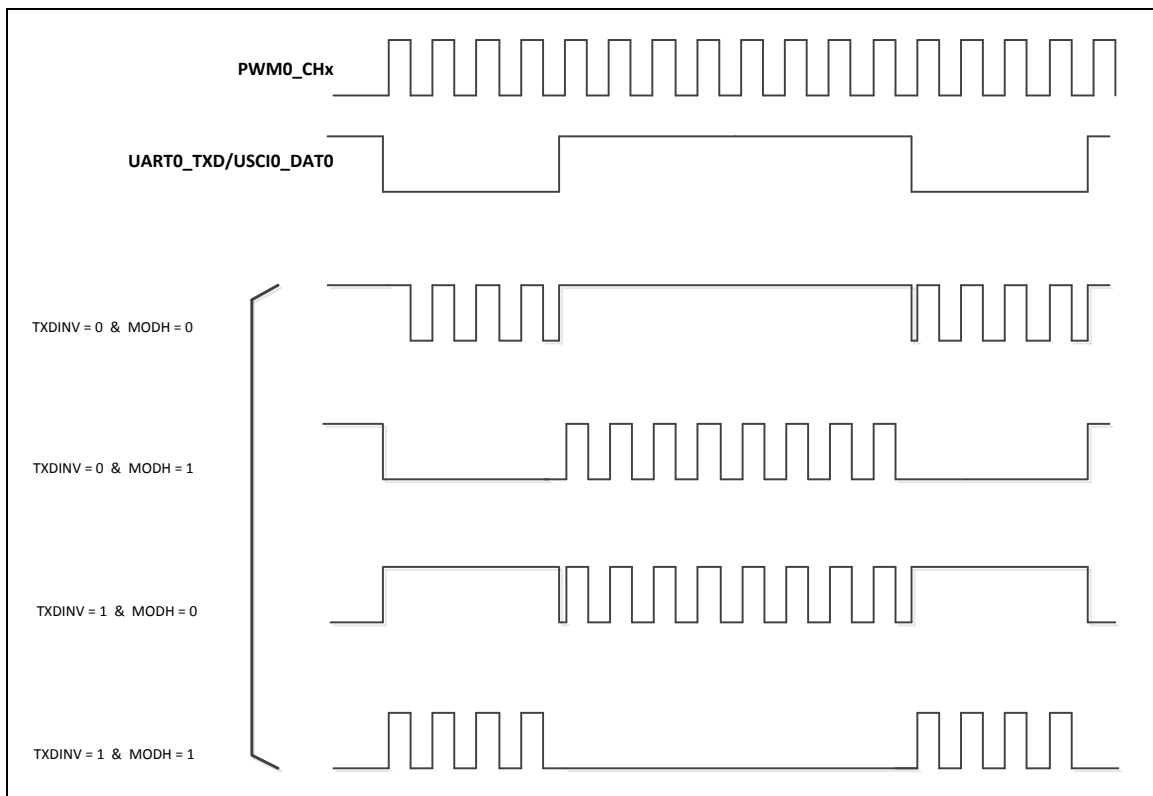 PWM0_CHx
UART0_TXD/USCI0_DAT0
TXDINV = 0 & MODH = 0
TXDINV = 0 & MODH = 1
TXDINV = 1 & MODH = 0
TXDINV = 1 & MODH = 1